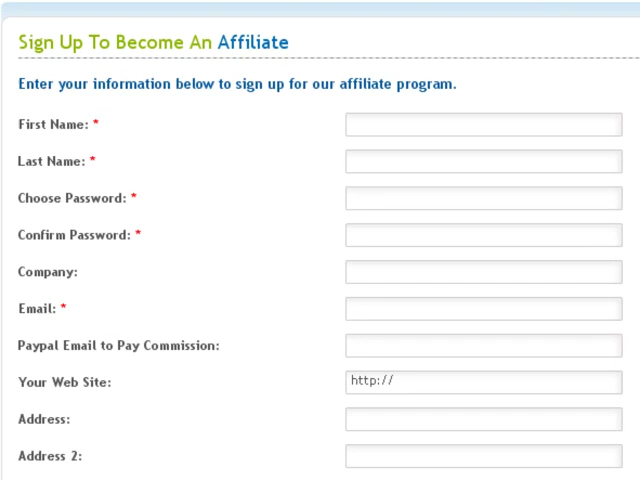 Sign Up To Become An Affiliate
Enter your information below to sign up for our affiliate program.
First Name: *
Last Name: *
Choose Password: *
Confirm Password: *
Company:
Email: *
Paypal Email to Pay Commission:
Your Web Site: http://
Address:
Address 2: